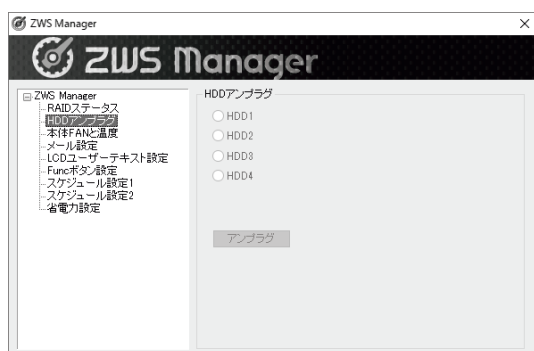 ZWS Manager
ZWS Manager
ZWS Manager
RAIDステータス
HDDアンプラグ
本体FANと温度
メール設定
LCDユーザーテキスト設定
Funcボタン設定
スケジュール設定1
スケジュール設定2
省電力設定
HDDアンプラグ
HDD1
HDD2
HDD3
HDD4
アンプラグ